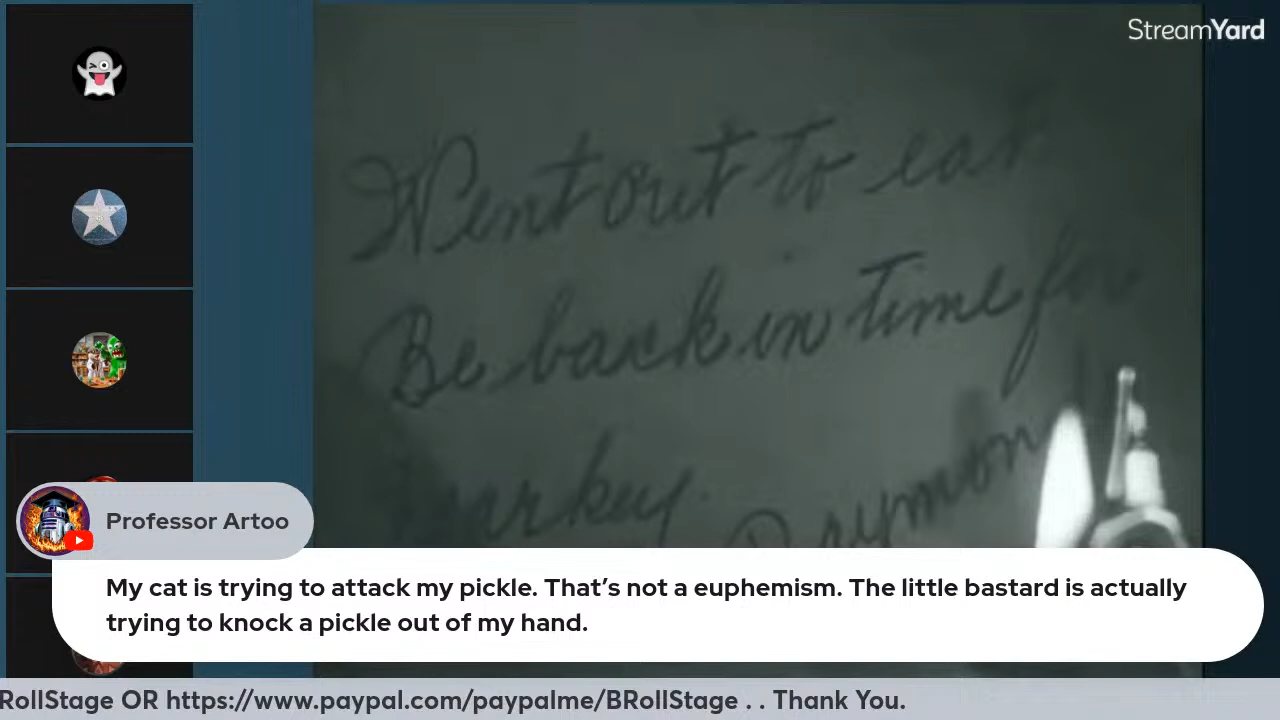 StreamYard
Went out to eat
Be back in time for
Raymond
Professor Artoo
My cat is trying to attack my pickle. That’s not a euphemism. The little bastard is actually
trying to knock a pickle out of my hand.
RollStage OR https://www.paypal.com/paypalme/BRollStage . . Thank You.